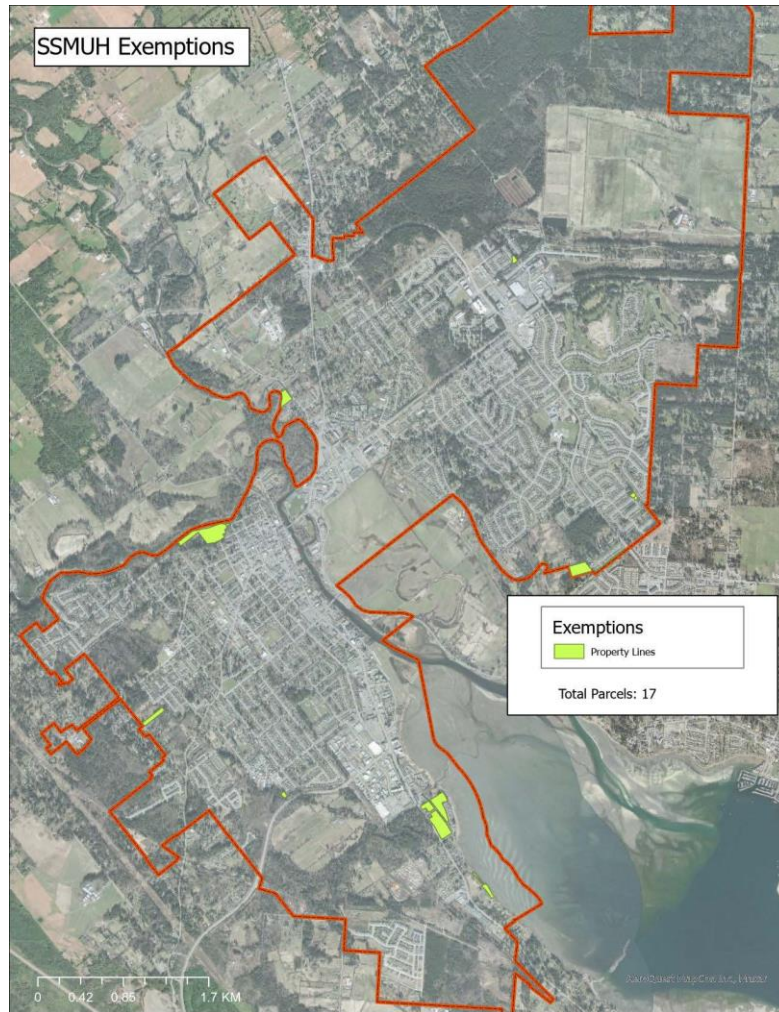 SSMUH Exemptions
Exemptions
Property Lines
Total Parcels: 17
0 0.42 0.85 1.7 KM